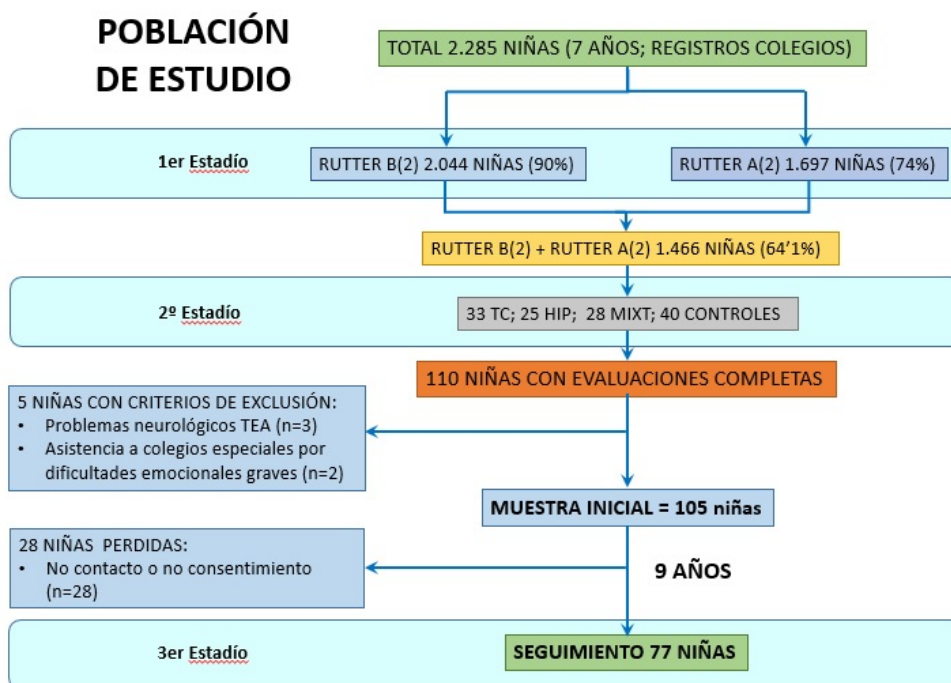 POBLACIÓN
DE ESTUDIO
TOTAL 2.285 NIÑAS (7 AÑOS; REGISTROS COLEGIOS)
1er Estadío
RUTTER B(2) 2.044 NIÑAS (90%)
RUTTER A(2) 1.697 NIÑAS (74%)
RUTTER B(2) + RUTTER A(2) 1.466 NIÑAS (64'1%)
2º Estadío
33 TC; 25 HIP; 28 MIXT; 40 CONTROLES
110 NIÑAS CON EVALUACIONES COMPLETAS
5 NIÑAS CON CRITERIOS DE EXCLUSIÓN:
• Problemas neurológicos TEA (n=3)
• Asistencia a colegios especiales por
dificultades emocionales graves (n=2)
MUESTRA INICIAL = 105 niñas
28 NIÑAS PERDIDAS:
• No contacto o no consentimiento
(n=28)
9 AÑOS
3er Estadío
SEGUIMIENTO 77 NIÑAS